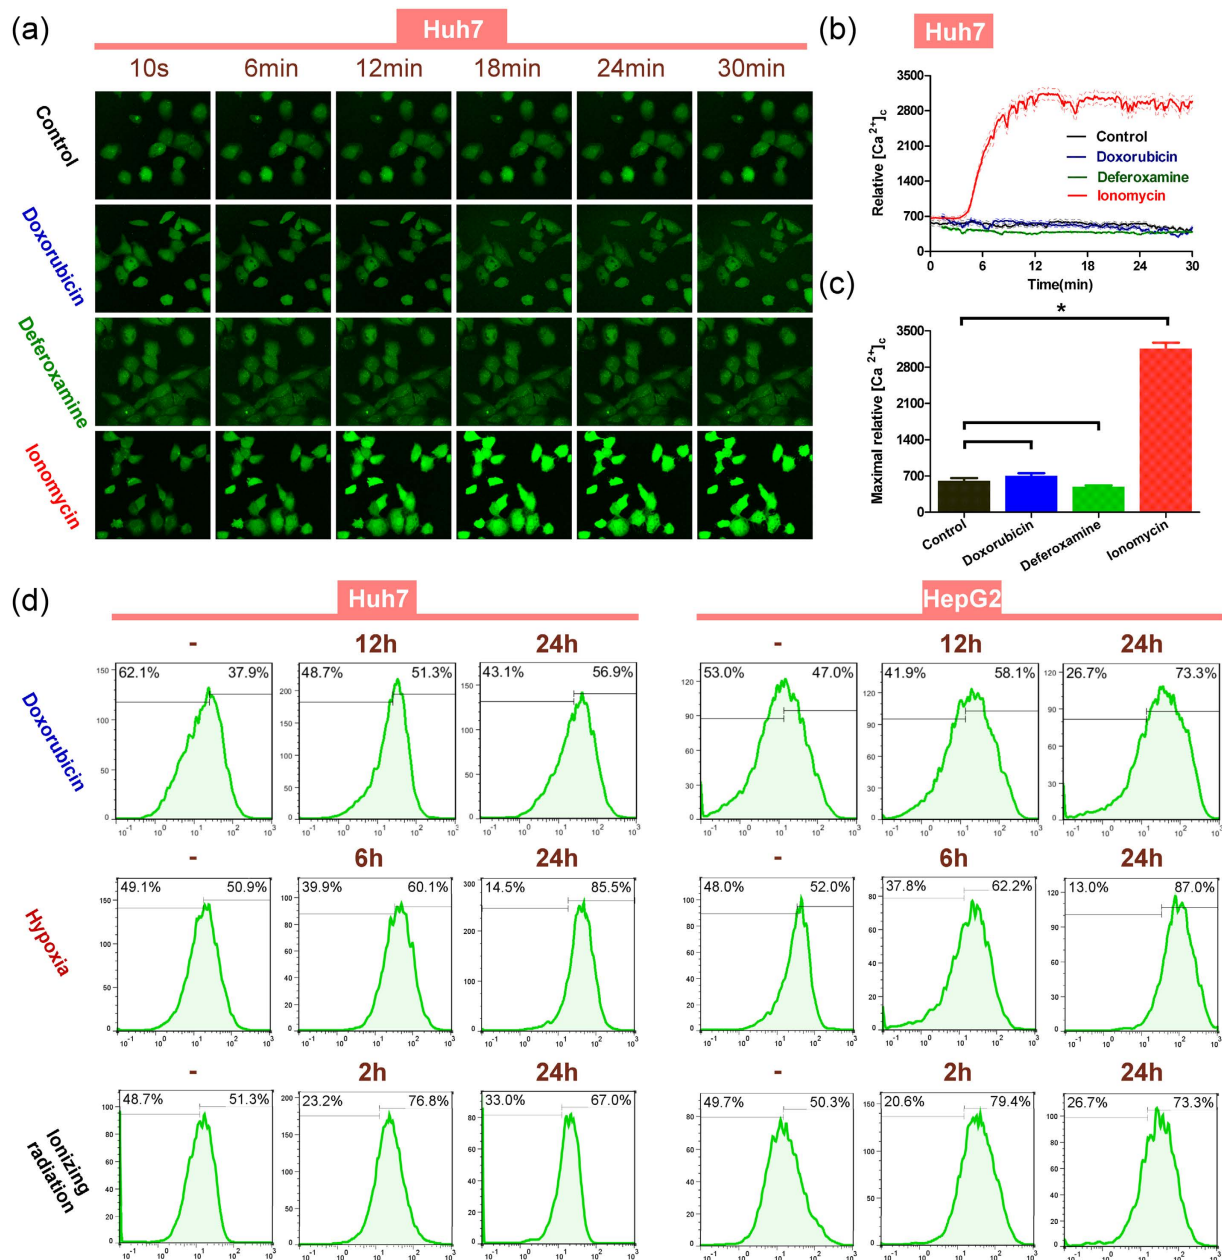 (a)
Huh7
10s 6min 12min 18min 24min 30min
Control
Doxorubicin
Deferoxamine
Ionomycin
(b)
Huh7
3500
2800
2100
1400
700
0
Relative [Ca 2+]c
Control
Doxorubicin
Deferoxamine
Ionomycin
0 6 12 18 24 30
Time(min)
(c)
*
3500
2800
2100
1400
700
0
Maximal relative [Ca 2+]c
Control Doxorubicin Deferoxamine Ionomycin
(d)
Huh7 HepG2
- 12h 24h - 12h 24h
Doxorubicin
62.1% 37.9% 48.7% 51.3% 43.1% 56.9% 53.0% 47.0% 41.9% 58.1% 26.7% 73.3%
- 6h 24h - 6h 24h
Hypoxia
49.1% 50.9% 39.9% 60.1% 14.5% 85.5% 48.0% 52.0% 37.8% 62.2% 13.0% 87.0%
- 2h 24h - 2h 24h
Ionizing
radiation
48.7% 51.3% 23.2% 76.8% 33.0% 67.0% 49.7% 50.3% 20.6% 79.4% 26.7% 73.3%